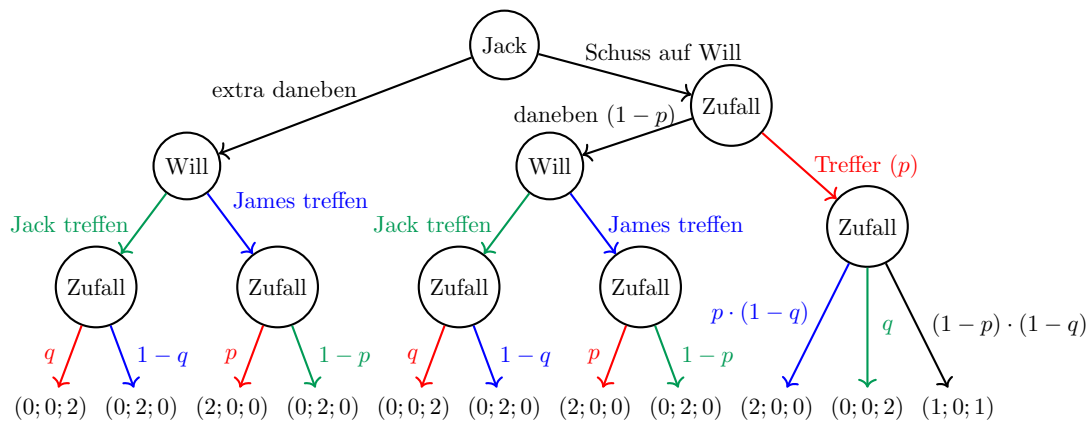 Jack
Schuss auf Will
extra daneben
Zufall
daneben (1 − p)
Will
Will
Treffer (p)
Jack treffen
James treffen
Jack treffen
James treffen
Zufall
Zufall
Zufall
Zufall
Zufall
p · (1 − q)
q
(1 − p) · (1 − q)
q
1 − q
p
1 − p
q
1 − q
p
1 − p
(0; 0; 2) (0; 2; 0) (2; 0; 0) (0; 2; 0) (0; 0; 2) (0; 2; 0) (2; 0; 0) (0; 2; 0) (2; 0; 0) (0; 0; 2) (1; 0; 1)